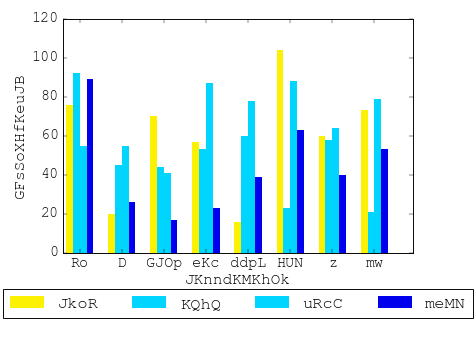 GFsSoXHfKeuJB
120
100
80
60
40
20
0
Ro D GJOp eKc ddpL HUN z mw
JKnndKMKhOk
JkoR KQhQ uRcC meMN